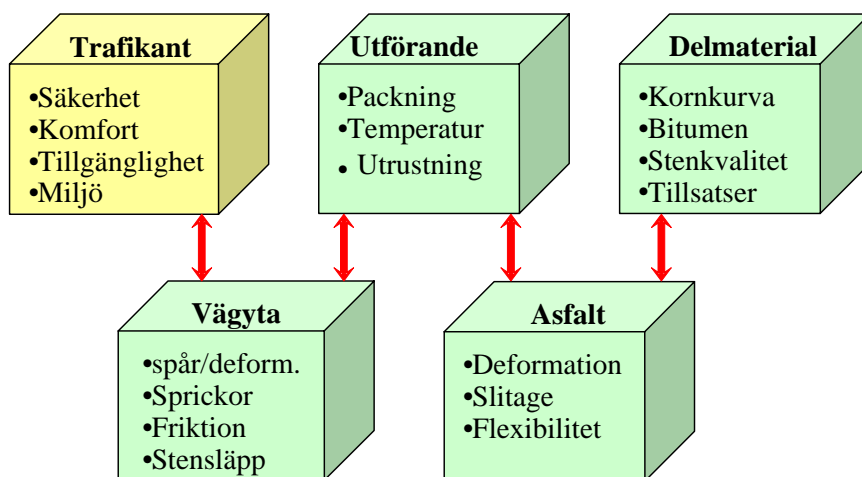 Trafikant
•Säkerhet
•Komfort
•Tillgänglighet
•Miljö
Utförande
•Packning
•Temperatur
• Utrustning
Delmaterial
•Kornkurva
•Bitumen
•Stenkvalitet
•Tillsatser
Vägyta
•spår/deform.
•Sprickor
•Friktion
•Stensläpp
Asfalt
•Deformation
•Slitage
•Flexibilitet